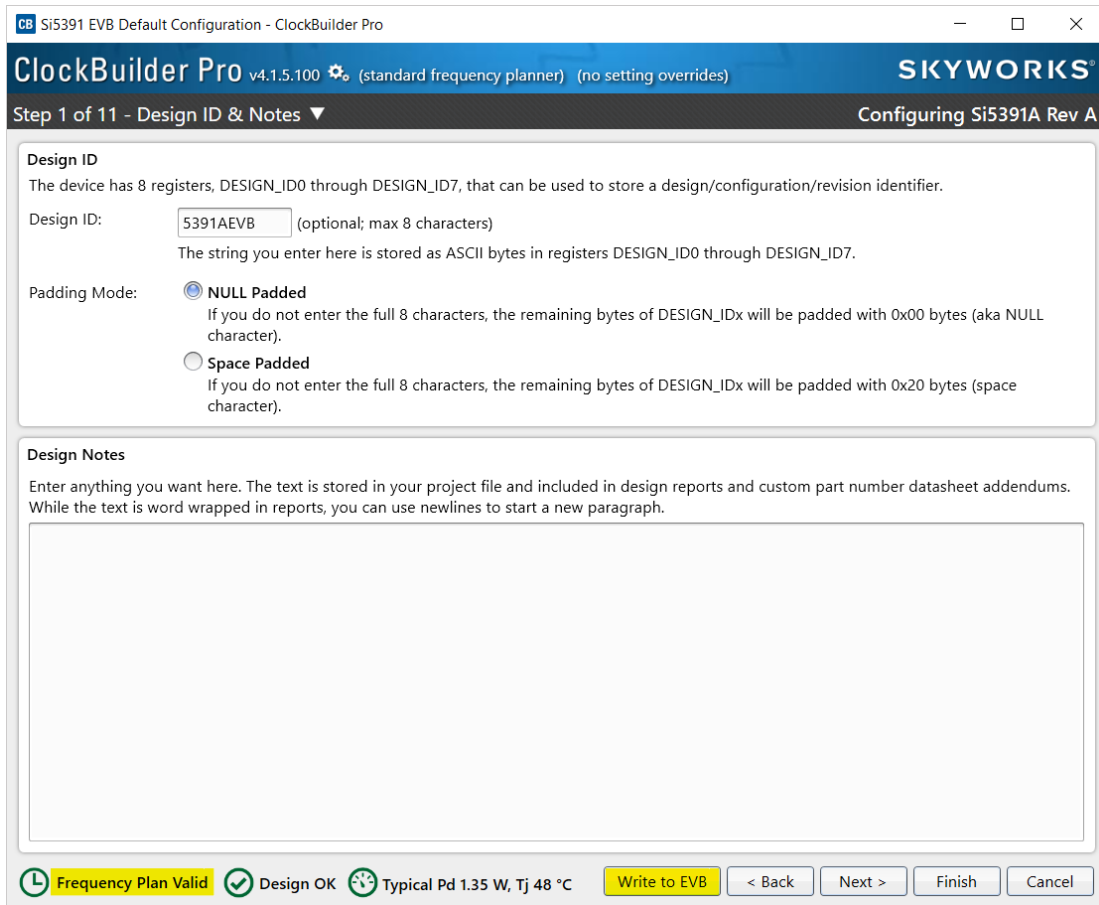 CB Si5391 EVB Default Configuration - ClockBuilder Pro
ClockBuilder Pro v4.1.5.100 (standard frequency planner) (no setting overrides) SKYWORKS®
Step 1 of 11 - Design ID & Notes ▼ Configuring Si5391A Rev A
Design ID
The device has 8 registers, DESIGN_ID0 through DESIGN_ID7, that can be used to store a design/configuration/revision identifier.
Design ID: 5391AEVB (optional; max 8 characters)
The string you enter here is stored as ASCII bytes in registers DESIGN_ID0 through DESIGN_ID7.
Padding Mode: NULL Padded
If you do not enter the full 8 characters, the remaining bytes of DESIGN_IDx will be padded with 0x00 bytes (aka NULL
character).
Space Padded
If you do not enter the full 8 characters, the remaining bytes of DESIGN_IDx will be padded with 0x20 bytes (space
character).
Design Notes
Enter anything you want here. The text is stored in your project file and included in design reports and custom part number datasheet addendums.
While the text is word wrapped in reports, you can use newlines to start a new paragraph.
Frequency Plan Valid Design OK Typical Pd 1.35 W, Tj 48 °C Write to EVB < Back Next > Finish Cancel